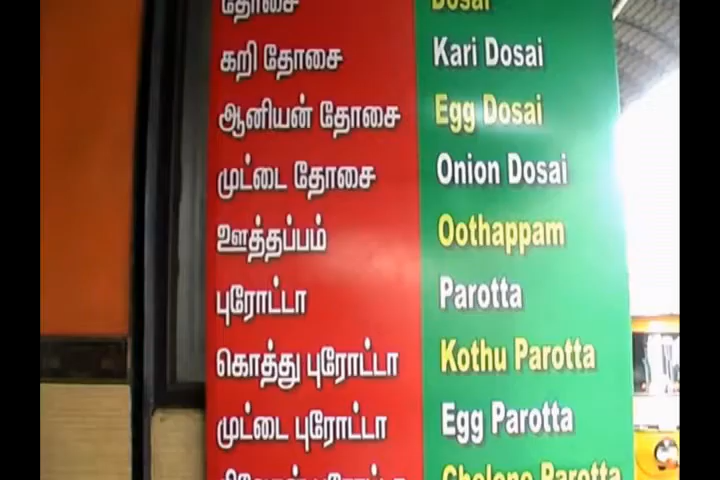 தோசை Dosai
கறி தோசை Kari Dosai
ஆனியன் தோசை Egg Dosai
முட்டை தோசை Onion Dosai
ஊத்தப்பம் Oothappam
புரோட்டா Parotta
கொத்து புரோட்டா Kothu Parotta
முட்டை புரோட்டா Egg Parotta
புரோட்டா Parotta